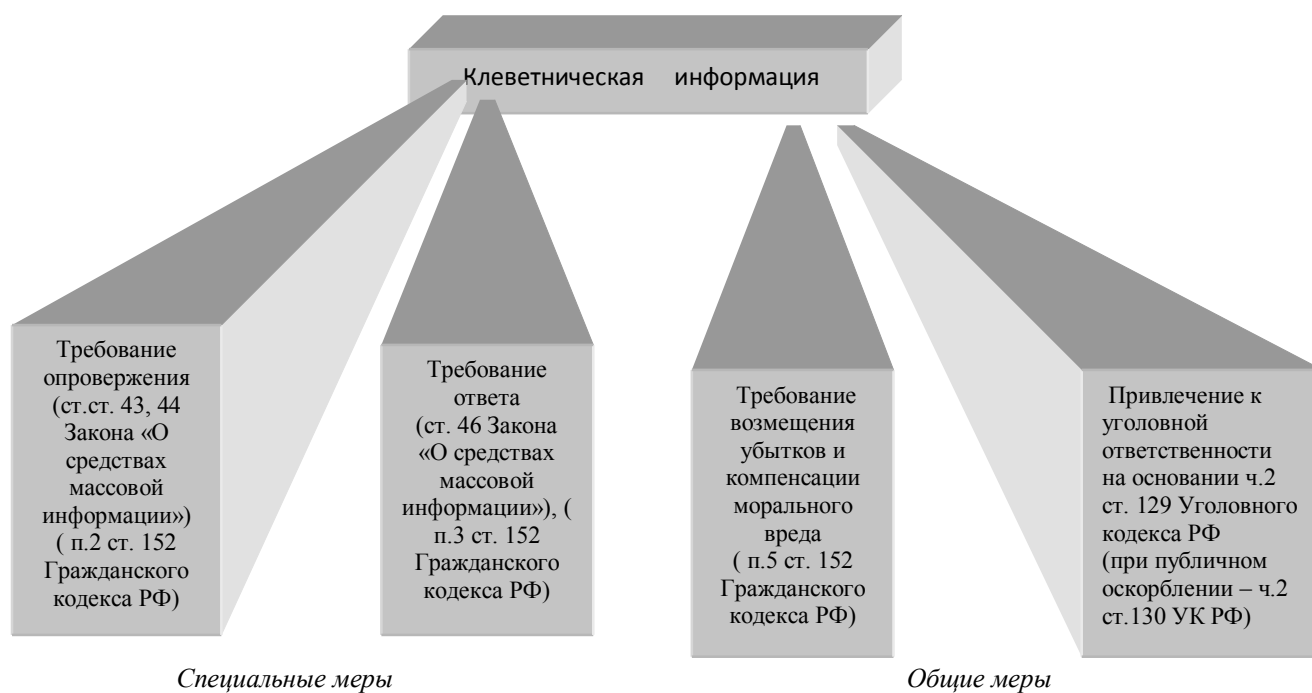 Клеветническая информация
Требование
опровержения
(ст.ст. 43, 44
Закона «О
средствах
массовой
информации»)
( п.2 ст. 152
Гражданского
кодекса РФ)
Требование
ответа
(ст. 46 Закона
«О средствах
массовой
информации»), (
п.3 ст. 152
Гражданского
кодекса РФ)
Требование
возмещения
убытков и
компенсации
морального
вреда
( п.5 ст. 152
Гражданского
кодекса РФ)
Привлечение к
уголовной
ответственности
на основании ч.2
ст. 129 Уголовного
кодекса РФ
(при публичном
оскорблении – ч.2
ст.130 УК РФ)
Специальные меры
Общие меры